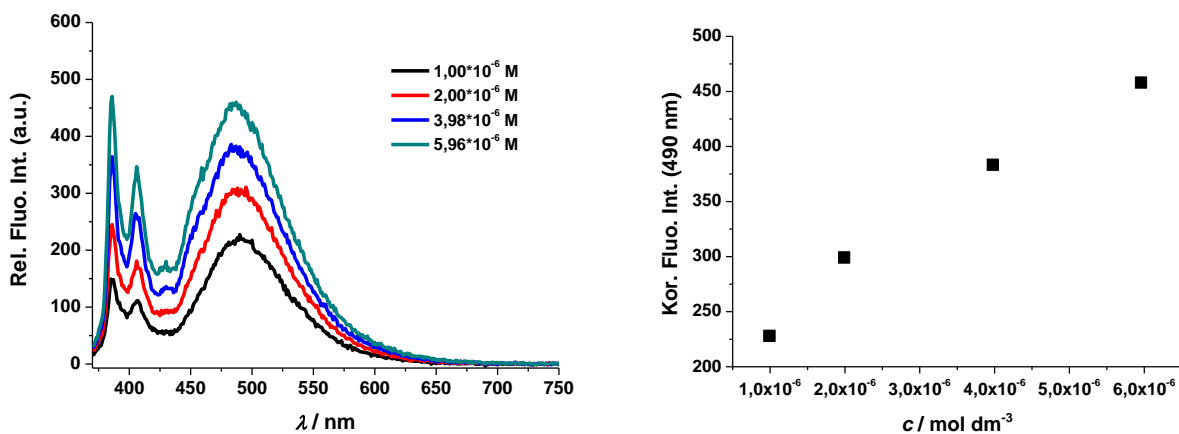 600
500
400
300
200
100
0
400 450 500 550 600 650 700 750
Rel. Fluo. Int. (a.u.)
λ / nm
1,00*10⁻⁶ M
2,00*10⁻⁶ M
3,98*10⁻⁶ M
5,96*10⁻⁶ M
500
450
400
350
300
250
200
1,0x10⁻⁶ 2,0x10⁻⁶ 3,0x10⁻⁶ 4,0x10⁻⁶ 5,0x10⁻⁶ 6,0x10⁻⁶
Kor. Fluo. Int. (490 nm)
c / mol dm⁻³